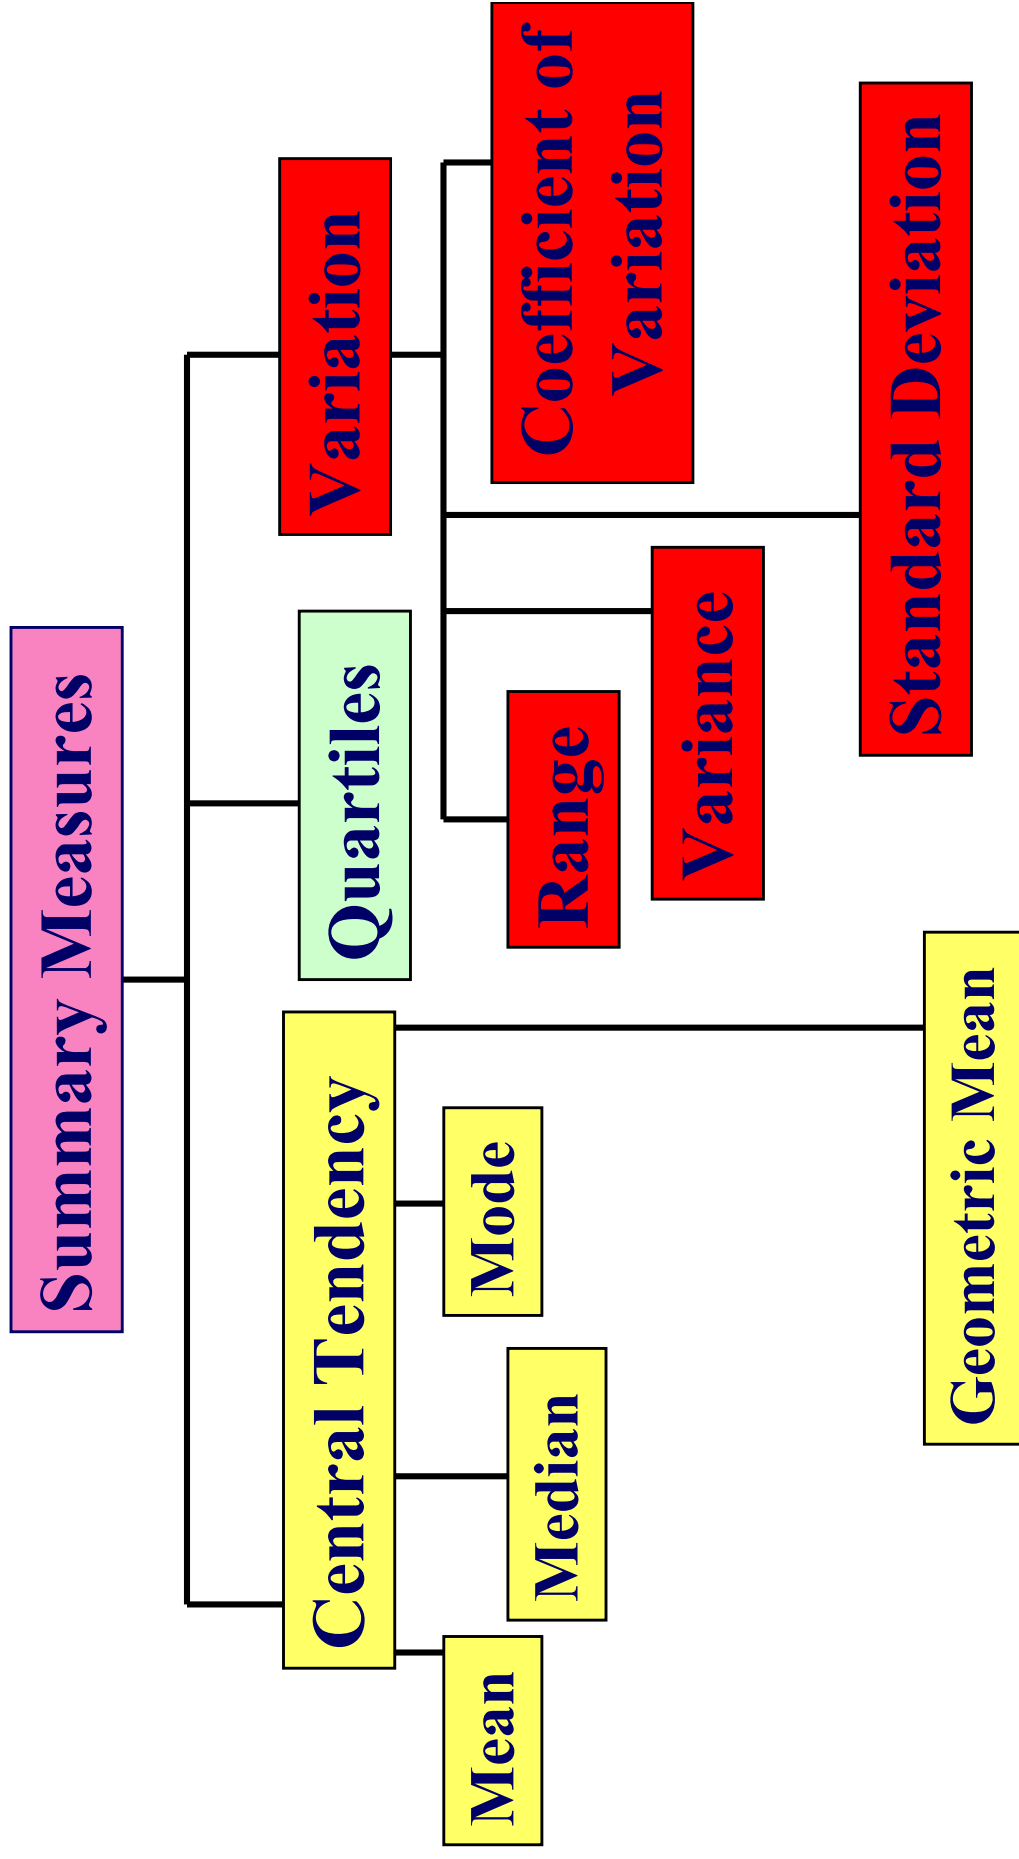 Summary Measures
Central Tendency
Quartiles
Variation
Mean
Median
Mode
Geometric Mean
Range
Variance
Standard Deviation
Coefficient of
Variation